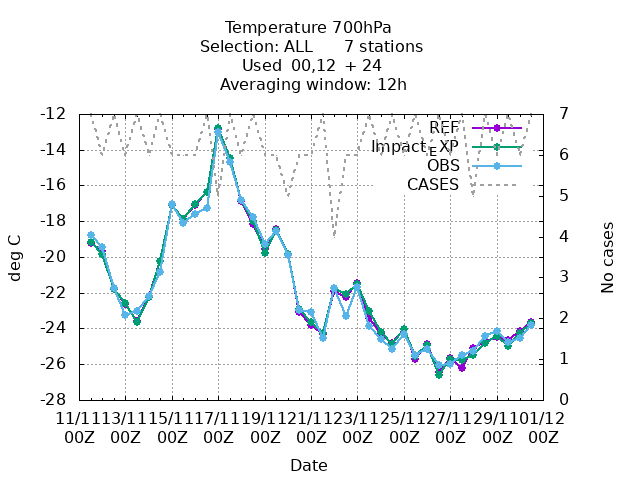 Temperature 700hPa
Selection: ALL 7 stations
Used 00,12 + 24
Averaging window: 12h
-12 7
REF
Impact_EXP
-14 6
OBS
CASES
-16 5
-18 4
-20 3
-22 2
-24 1
-26 0
-28
deg C
No cases
11/11 13/11 15/11 17/11 19/11 21/11 23/11 25/11 27/11 29/11 01/12
00Z 00Z 00Z 00Z 00Z 00Z 00Z 00Z 00Z 00Z 00Z
Date